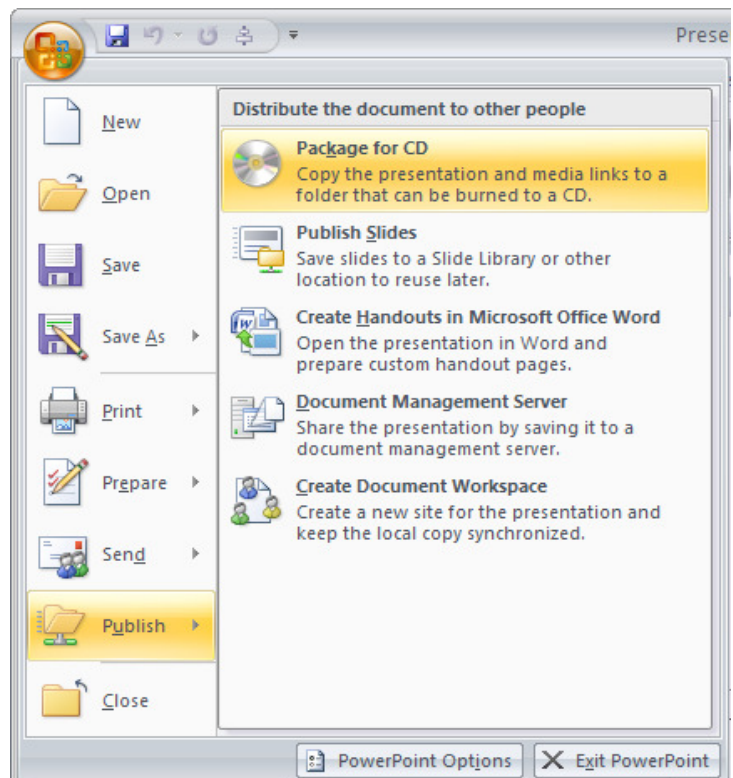 Prese
New
Open
Save
Save As
Print
Prepare
Send
Publish
Close
Distribute the document to other people
Package for CD
Copy the presentation and media links to a
folder that can be burned to a CD.
Publish Slides
Save slides to a Slide Library or other
location to reuse later.
Create Handouts in Microsoft Office Word
Open the presentation in Word and
prepare custom handout pages.
Document Management Server
Share the presentation by saving it to a
document management server.
Create Document Workspace
Create a new site for the presentation and
keep the local copy synchronized.
PowerPoint Options
Exit PowerPoint